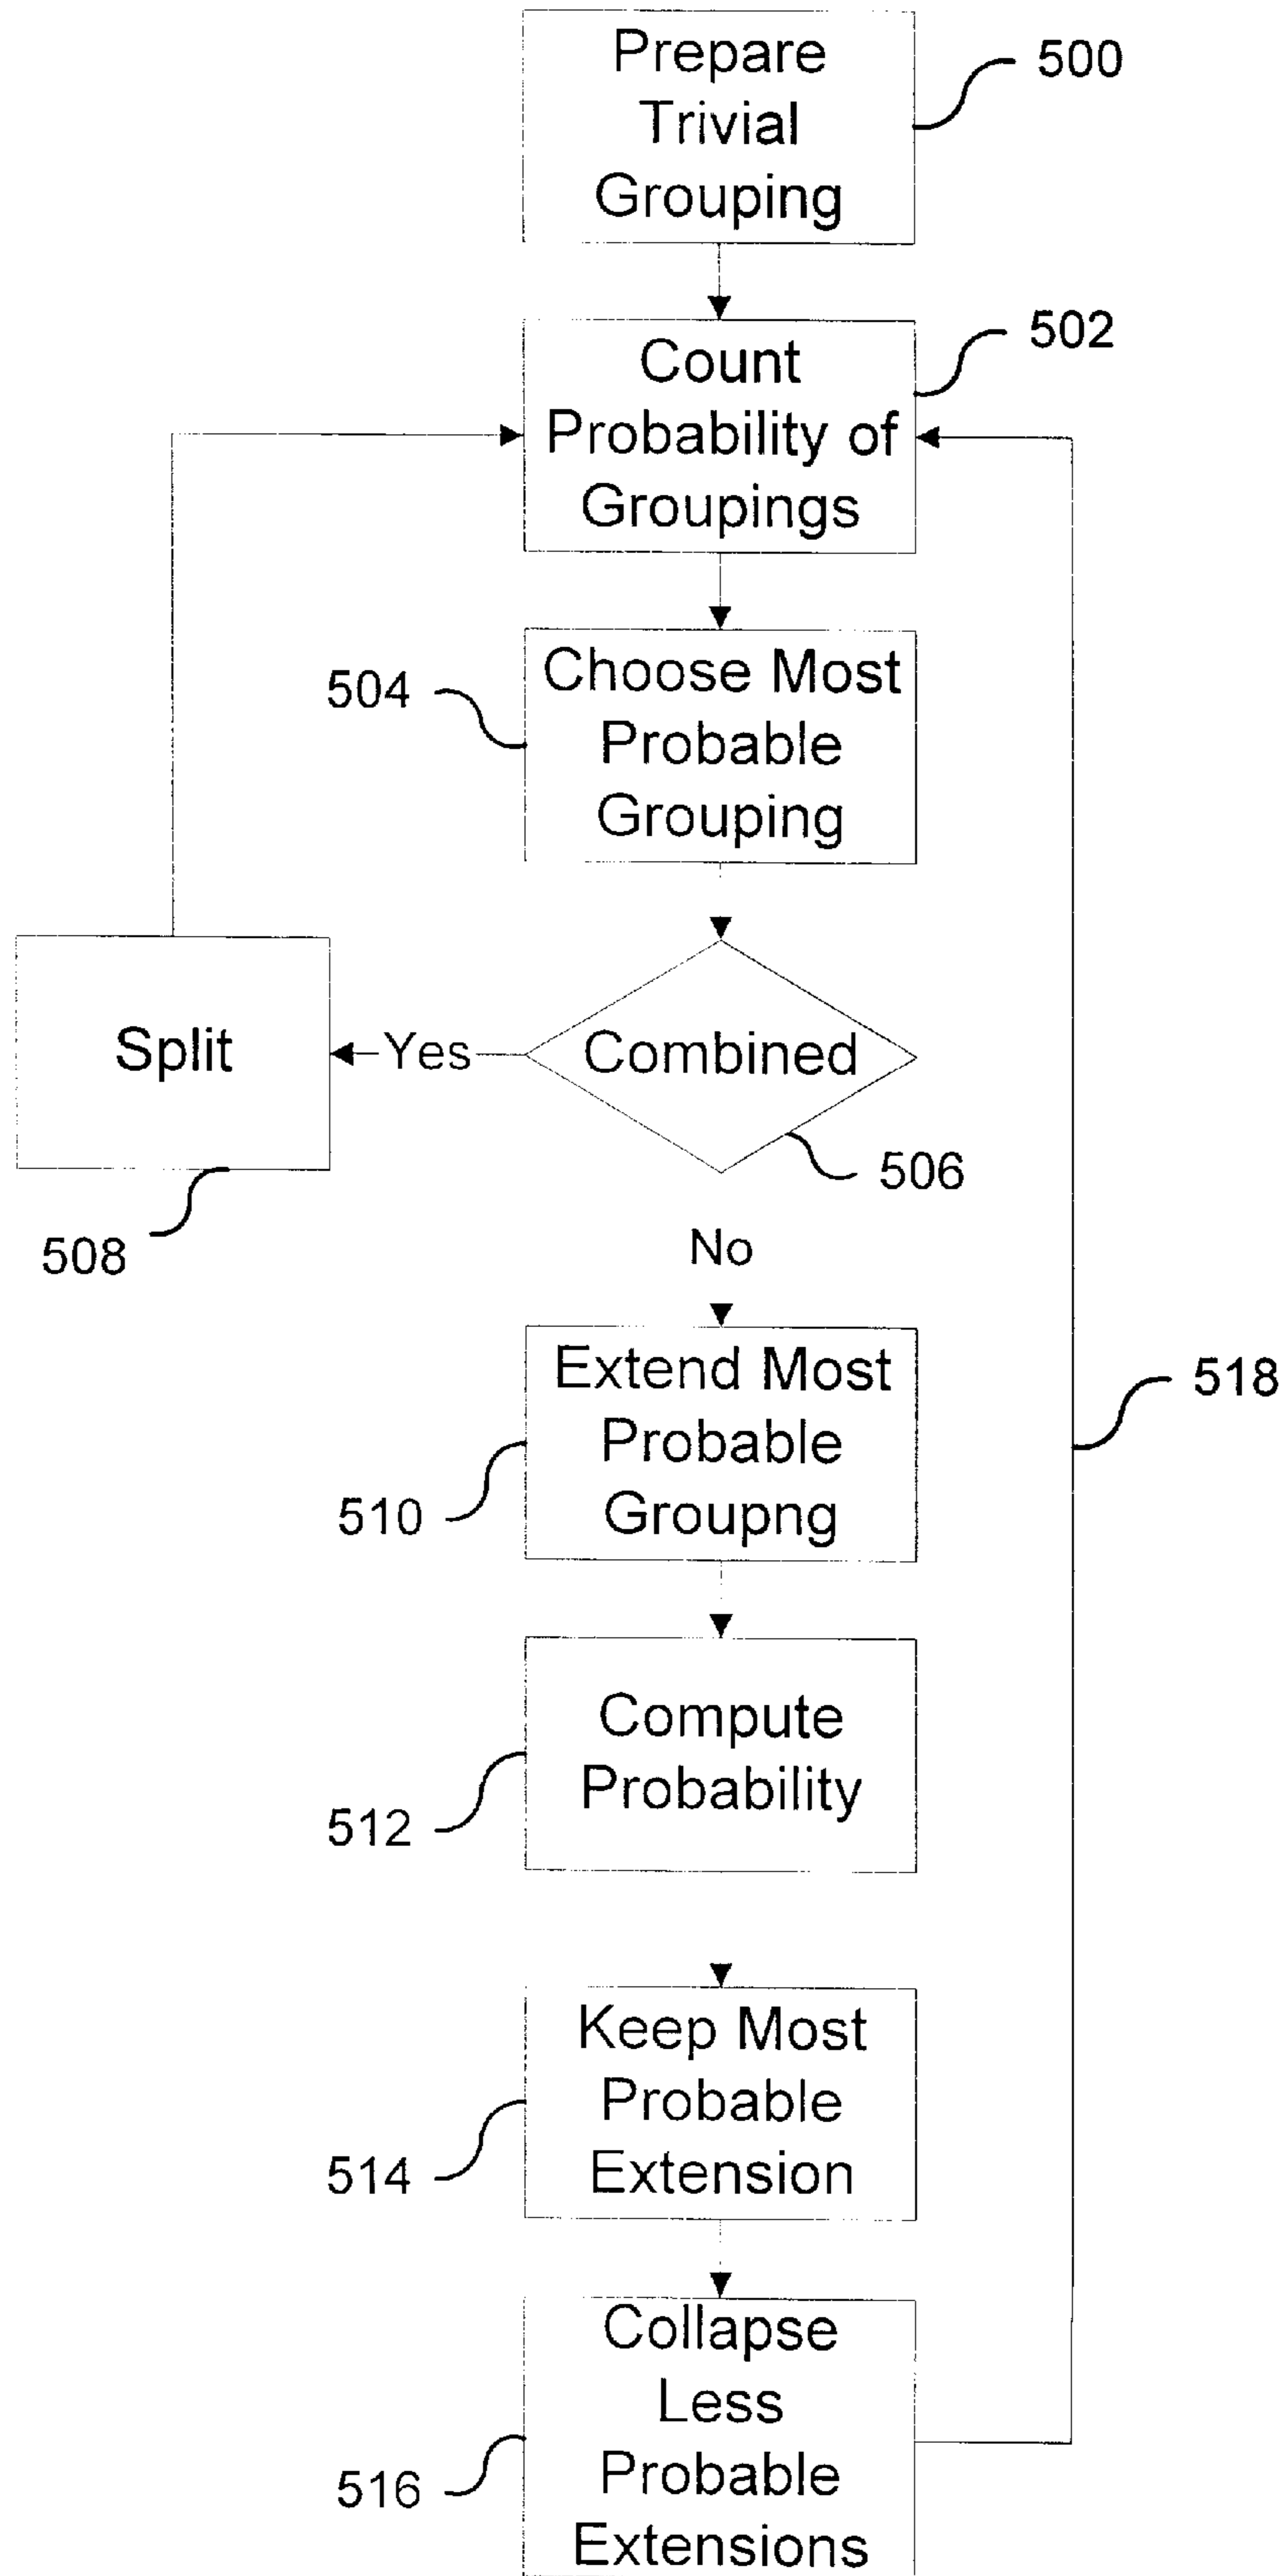 Prepare
Trivial
Grouping
500
Count
Probability of
Groupings
502
Choose Most
Probable
Grouping
504
Combined
506
Yes
Split
508
No
Extend Most
Probable
Groupng
510
518
Compute
Probability
512
Keep Most
Probable
Extension
514
Collapse
Less
Probable
Extensions
516